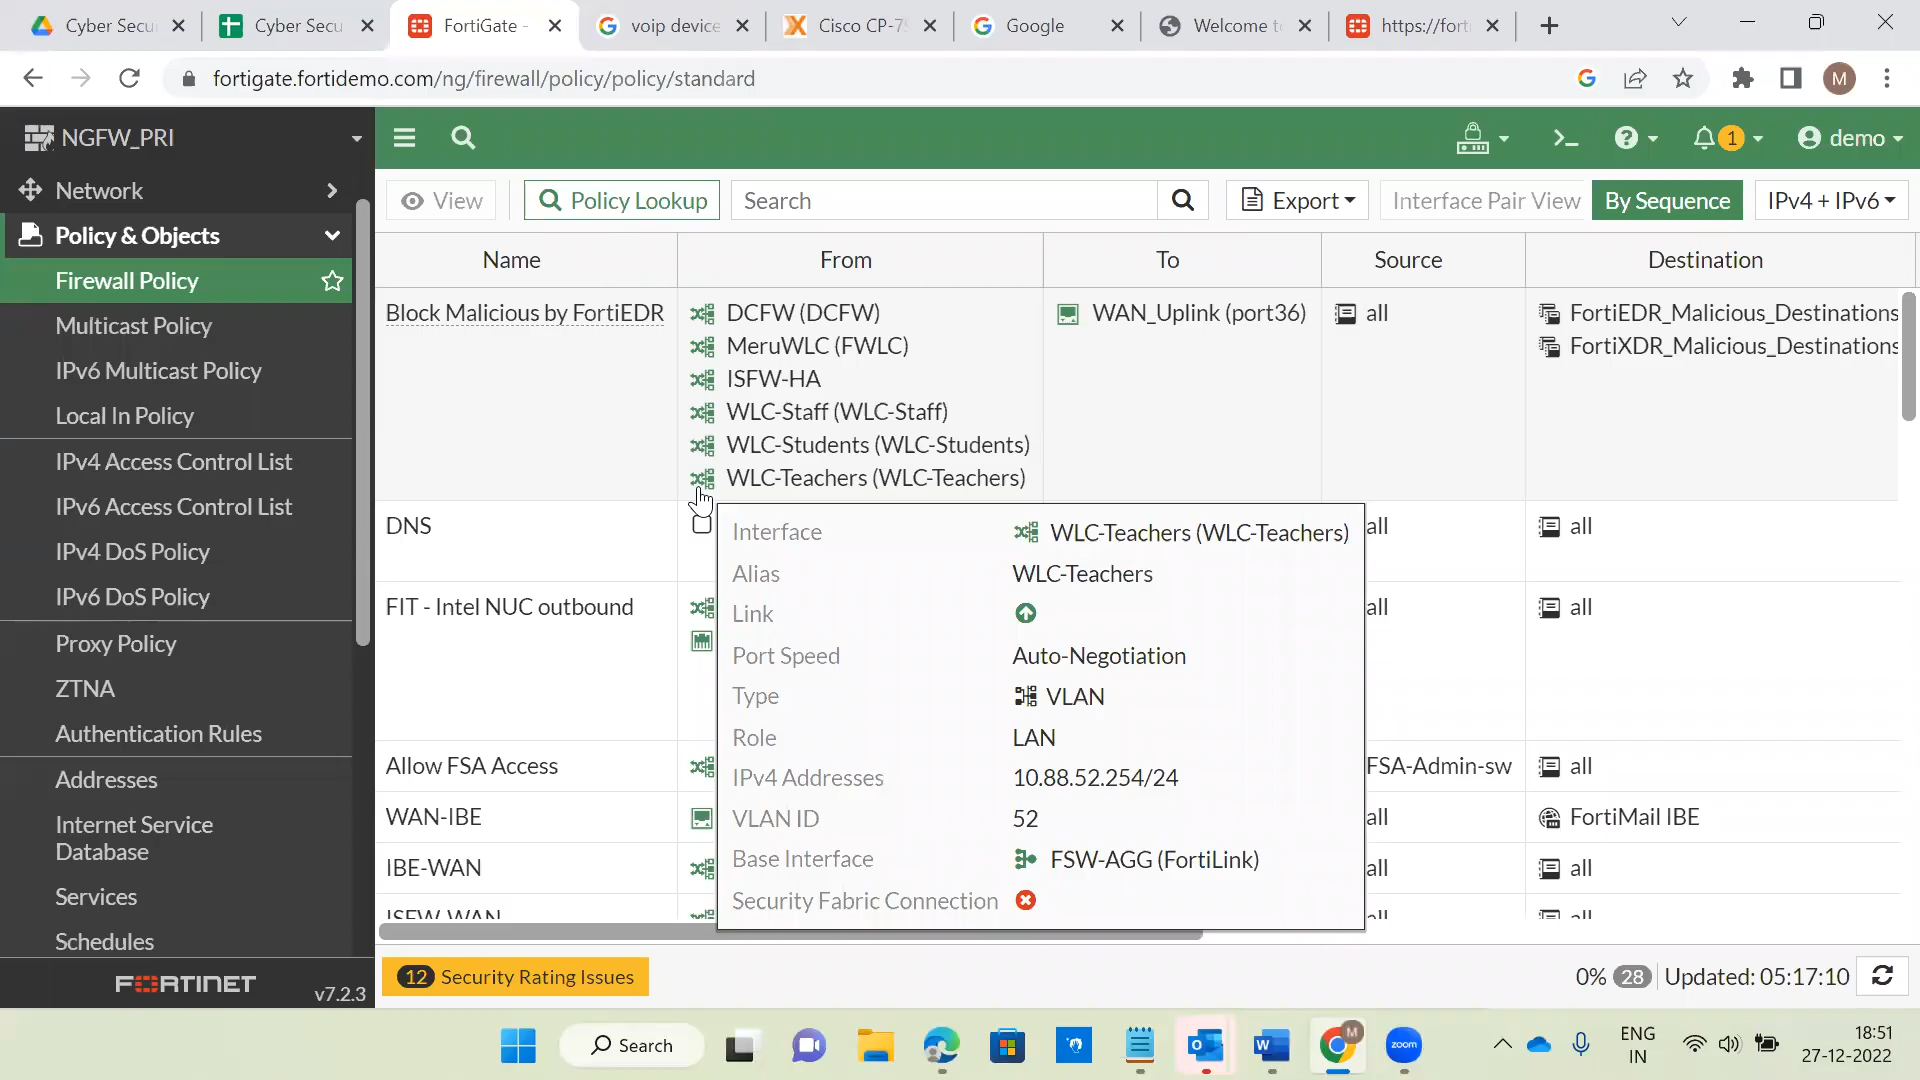 Cyber Secu
Cyber Secu
FortiGate -
voip device
Cisco CP-79
Google
Welcome to
https://forti
fortigate.fortidemo.com/ng/firewall/policy/policy/standard
M
NGFW_PRI
1
demo
Network
Policy & Objects
Firewall Policy
Multicast Policy
IPv6 Multicast Policy
Local In Policy
IPv4 Access Control List
IPv6 Access Control List
IPv4 DoS Policy
IPv6 DoS Policy
Proxy Policy
ZTNA
Authentication Rules
Addresses
Internet Service
Database
Services
Schedules
FORTINET
v7.2.3
View
Policy Lookup
Search
Export
Interface Pair View
By Sequence
IPv4 + IPv6
Name From To Source Destination
Block Malicious by FortiEDR
DCFW (DCFW)
MeruWLC (FWLC)
ISFW-HA
WLC-Staff (WLC-Staff)
WLC-Students (WLC-Students)
WLC-Teachers (WLC-Teachers)
WAN_Uplink (port36)
all
FortiEDR_Malicious_Destinations
FortiXDR_Malicious_Destinations
DNS all all
FIT - Intel NUC outbound all all
Allow FSA Access FSA-Admin-sw all
WAN-IBE all FortiMail IBE
IBE-WAN all all
ISFW-WAN all all
Interface WLC-Teachers (WLC-Teachers)
Alias WLC-Teachers
Link
Port Speed Auto-Negotiation
Type VLAN
Role LAN
IPv4 Addresses 10.88.52.254/24
VLAN ID 52
Base Interface FSW-AGG (FortiLink)
Security Fabric Connection
12 Security Rating Issues
0% 28 Updated: 05:17:10
Search
M
zoom
ENG
IN
18:51
27-12-2022